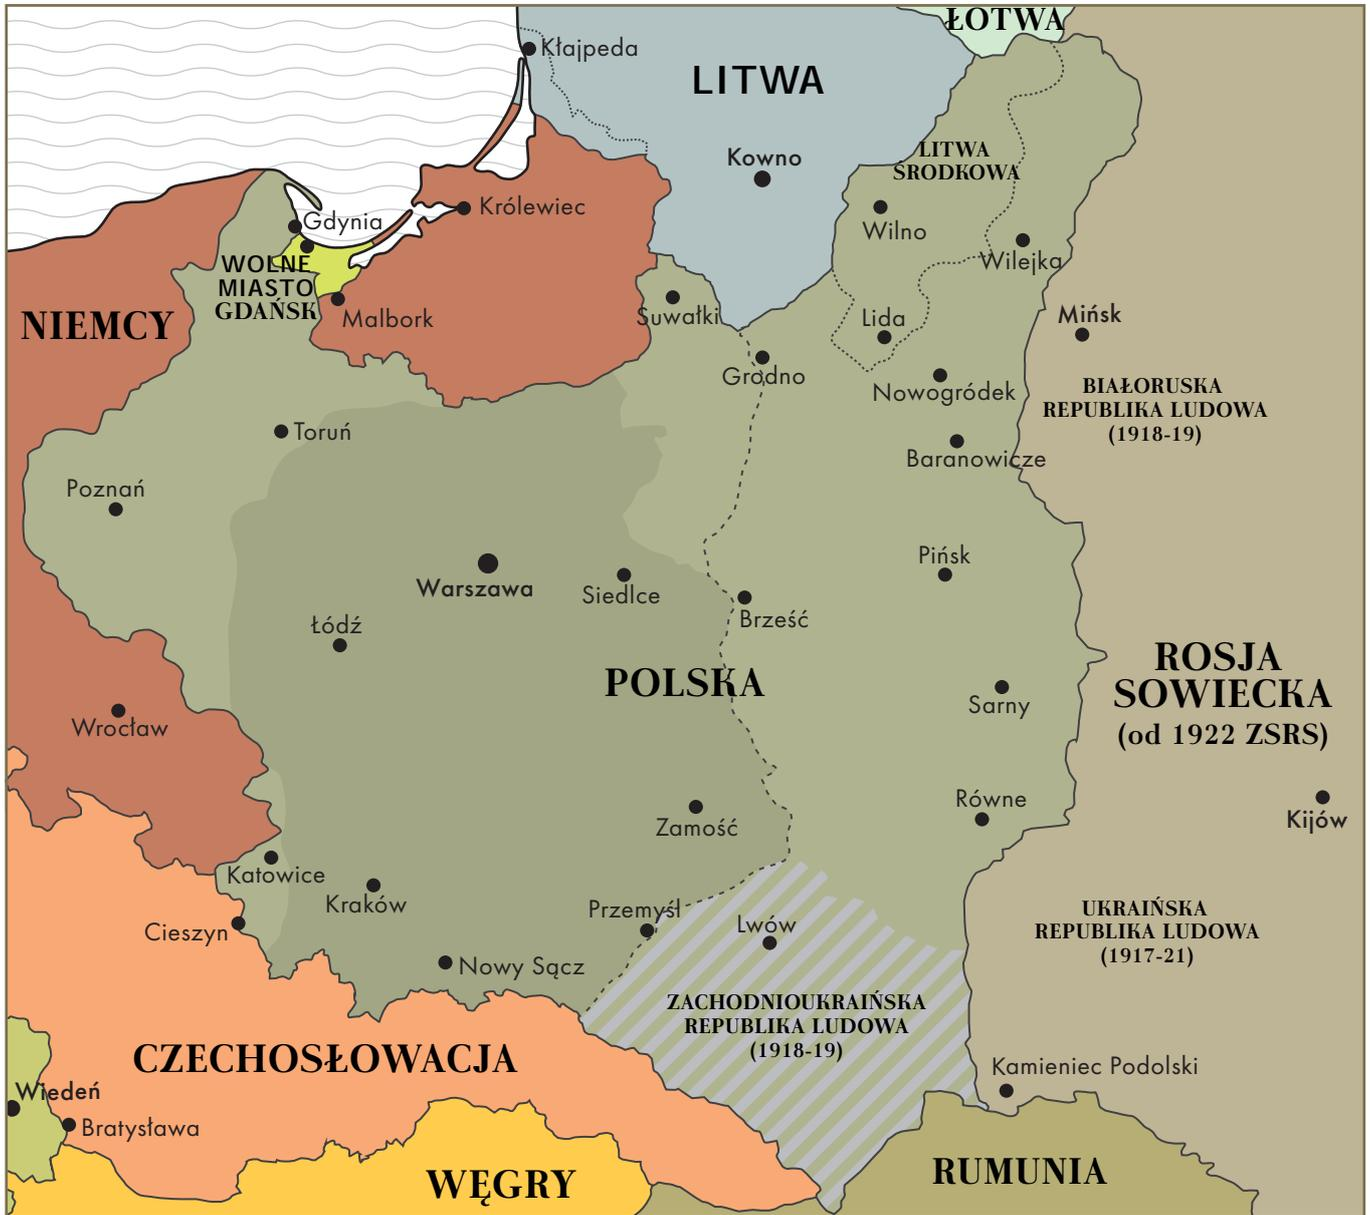 ŁOTWA
Kłajpeda
LITWA
Kowno
LITWA
ŚRODKOWA
Wilno
Wilejka
Królewiec
Gdynia
WOLNE
MIASTO
GDAŃSK
Malbork
NIEMCY
Suwałki
Lida
Mińsk
Grodno
Nowogródek
BIAŁORUSKA
REPUBLIKA LUDOWA
(1918-19)
Toruń
Baranowicze
Poznań
Pińsk
Warszawa
Siedlce
Brześć
Łódź
POLSKA
ROSJA
SOWIECKA
(od 1922 ZSRS)
Sarny
Wrocław
Równe
Zamość
Kijów
Katowice
Kraków
Cieszyn
Przemyśl
Lwów
UKRAIŃSKA
REPUBLIKA LUDOWA
(1917-21)
Nowy Sącz
ZACHODNIOUKRAIŃSKA
REPUBLIKA LUDOWA
(1918-19)
CZECHOSŁOWACJA
Kamieniec Podolski
Wiedeń
Bratysława
WĘGRY
RUMUNIA